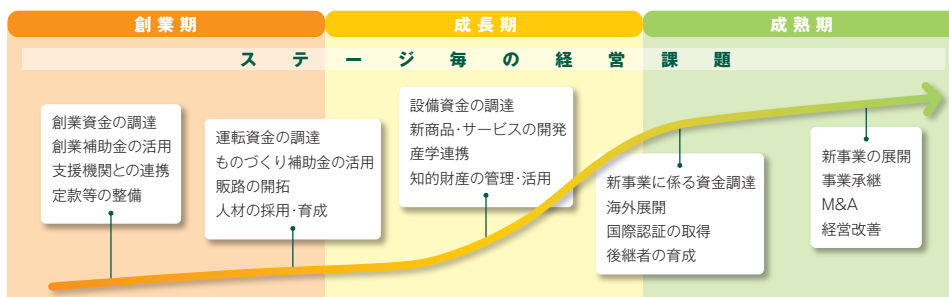 創業期
成長期
成熟期
ステージ毎の経営課題
創業資金の調達
創業補助金の活用
支援機関との連携
定款等の整備
運転資金の調達
ものづくり補助金の活用
販路の開拓
人材の採用・育成
設備資金の調達
新商品・サービスの開発
産学連携
知的財産の管理・活用
新事業に係る資金調達
海外展開
国際認証の取得
後継者の育成
新事業の展開
事業承継
M&A
経営改善